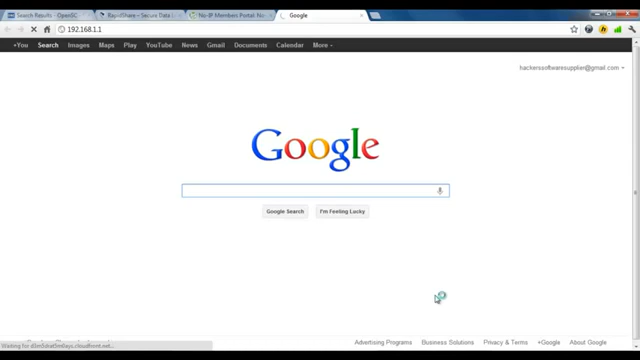 Search Results - OpenSC
RapidShare – Secure Data
No-IP Members Portal: No
Google
192.168.1.1
+You Search Images Maps Play YouTube News Gmail Documents Calendar More
hackerssoftwaresupplier@gmail.com
Google
Google Search I'm Feeling Lucky
Waiting for
Advertising Programs Business Solutions Privacy & Terms +Google About Google